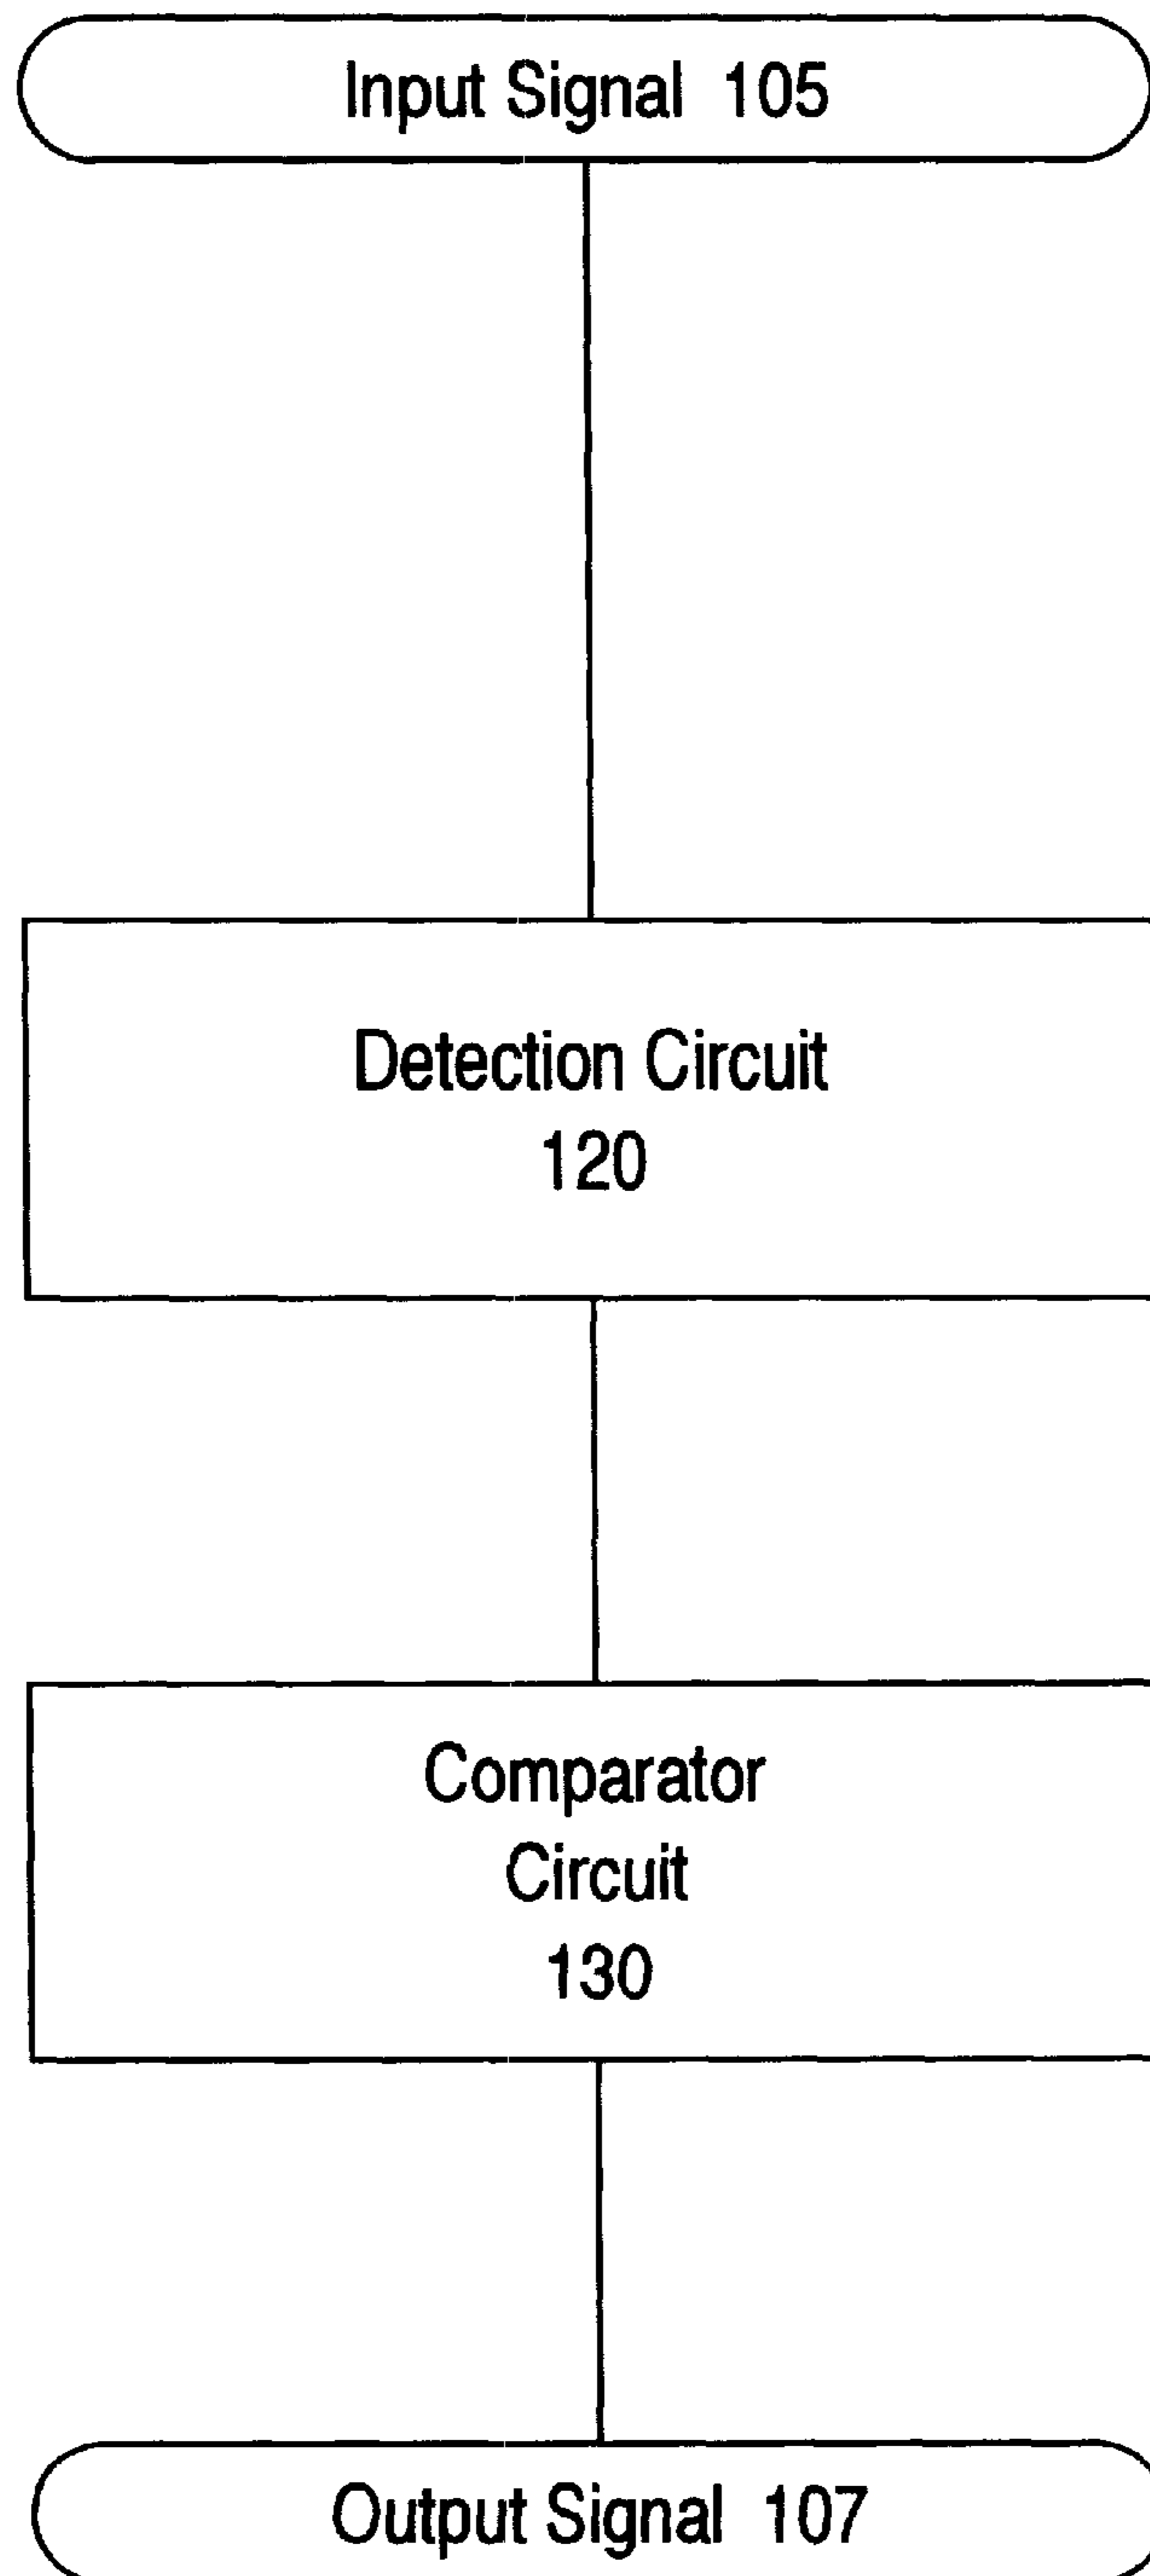 Input Signal 105
Detection Circuit
120
Comparator
Circuit
130
Output Signal 107